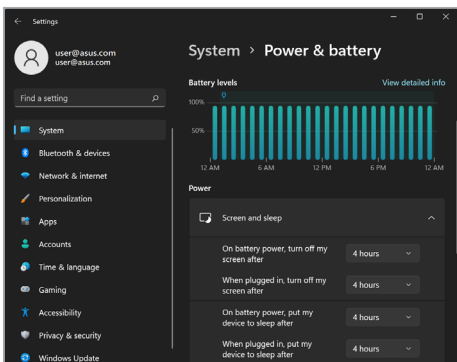 Settings
user@asus.com
user@asus.com
Find a setting
System
Bluetooth & devices
Network & internet
Personalization
Apps
Accounts
Time & language
Gaming
Accessibility
Privacy & security
Windows Update
System > Power & battery
Battery levels
View detailed info
100%
50%
12 AM 6 AM 12 PM 6 PM 12 AM
Power
Screen and sleep
On battery power, turn off my
screen after
4 hours
When plugged in, turn off my
screen after
4 hours
On battery power, put my
device to sleep after
4 hours
When plugged in, put my
device to sleep after
4 hours